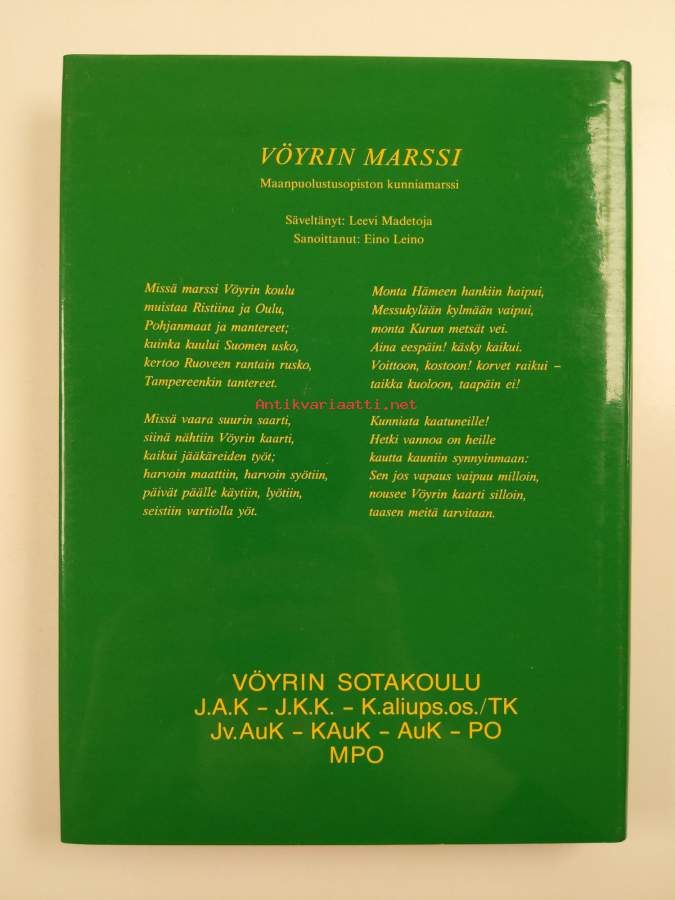 VÖYRIN MARSSI
Maanpuolustusopiston kunniamarssi
Säveltänyt: Leevi Madetoja
Sanoittanut: Eino Leino
Missä marssi Vöyrin koulu
muistaa Ristiina ja Oulu,
Pohjanmaat ja mantereet;
kuinka kuului Suomen usko,
kertoo Ruoveen rantain rusko,
Tampereenkin tantereet.
Missä vaara suurin saarti,
siinä nähtiin Vöyrin kaarti,
kaikui jääkäreiden työt;
harvoin maattiin, harvoin syötiin,
päivät päälle käytiin, lyötiin,
seistiin vartiolla yöt.
Monta Hämeen hankiin haipui,
Messukylään kylmään vaipui,
monta Kurun metsät vei.
Aina eespäin! käsky kaikui.
Voittoon, kostoon! korvet raikui –
taikka kuoloon, taapäin ei!
Kunniata kaatuneille!
Hetki vannoa on heille
kautta kauniin synnyinmaan:
Sen jos vapaus vaipuu milloin,
nousee Vöyrin kaarti silloin,
taasen meitä tarvitaan.
Antikvariaatti.net
VÖYRIN SOTAKOULU
J.A.K – J.K.K. – K.aliups.os./TK
Jv.AuK – KAuK – AuK – PO
MPO